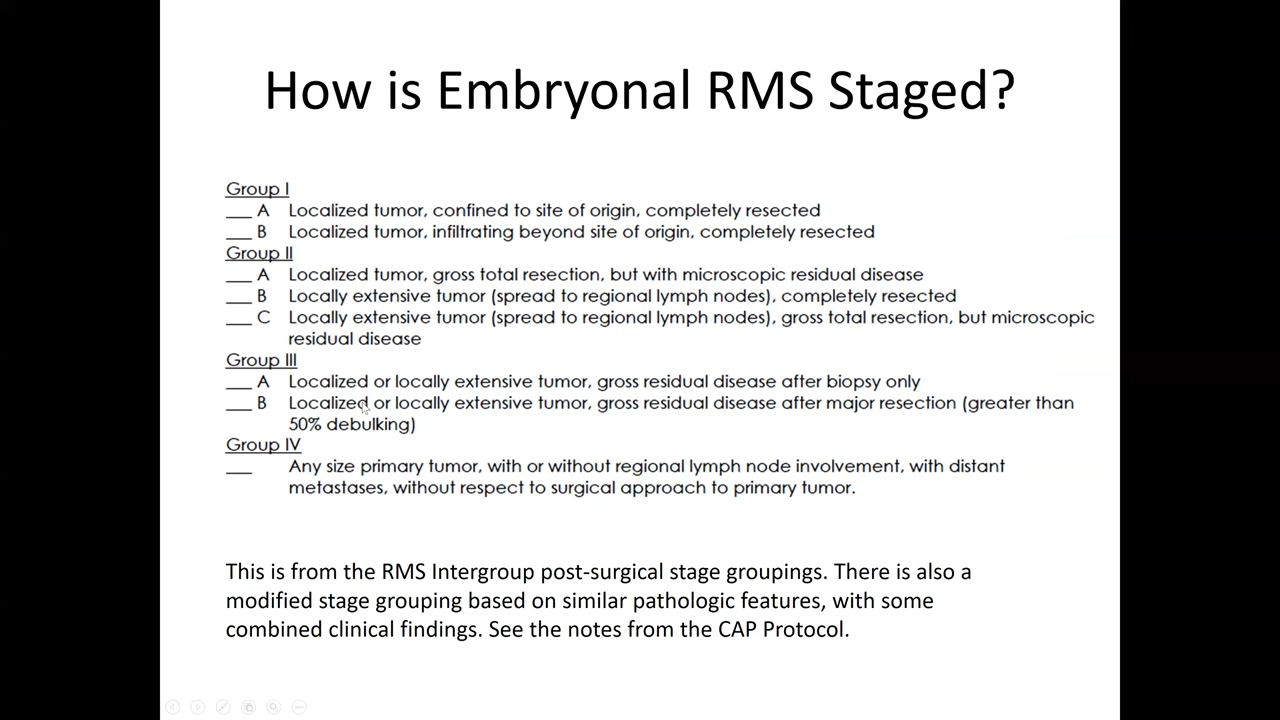 How is Embryonal RMS Staged?
Group I
___ A Localized tumor, confined to site of origin, completely resected
___ B Localized tumor, infiltrating beyond site of origin, completely resected
Group II
___ A Localized tumor, gross total resection, but with microscopic residual disease
___ B Locally extensive tumor (spread to regional lymph nodes), completely resected
___ C Locally extensive tumor (spread to regional lymph nodes), gross total resection, but microscopic
residual disease
Group III
___ A Localized or locally extensive tumor, gross residual disease after biopsy only
___ B Localized or locally extensive tumor, gross residual disease after major resection (greater than
50% debulking)
Group IV
___ Any size primary tumor, with or without regional lymph node involvement, with distant
metastases, without respect to surgical approach to primary tumor.
This is from the RMS Intergroup post-surgical stage groupings. There is also a
modified stage grouping based on similar pathologic features, with some
combined clinical findings. See the notes from the CAP Protocol.